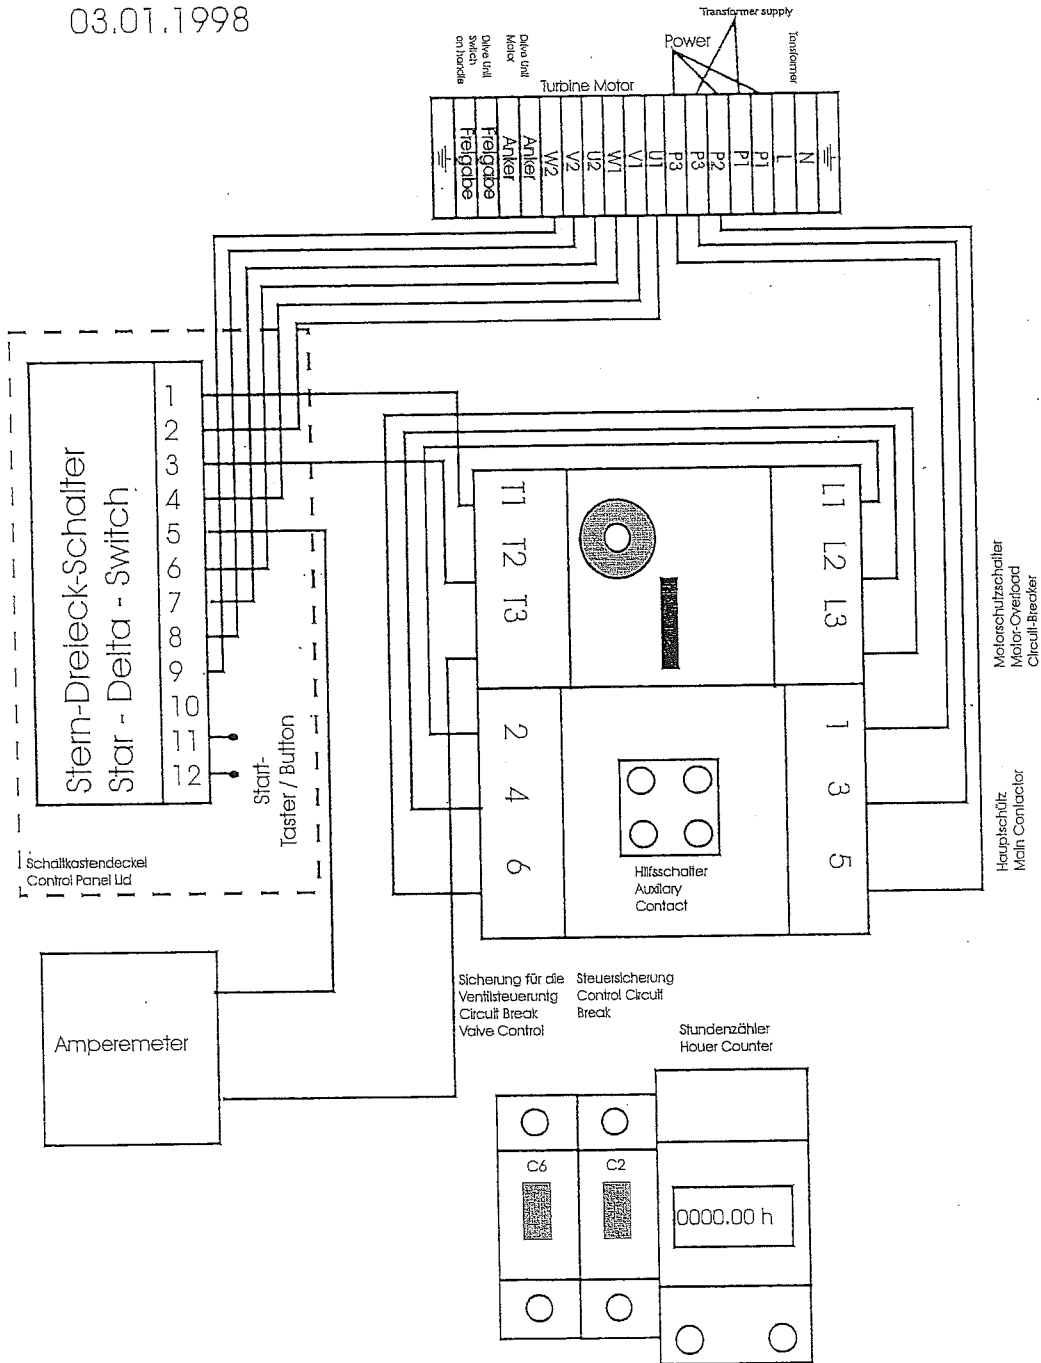 03.01.1998
Transformer supply
Power
Tansformer
Drive Unit
Motor
Drive Unit
Switch
on handle
Turbine Motor
Freigabe
Freigabe
Anker
Anker
W2
V2
U2
W1
V1
U1
P3
P3
P2
P1
P1
L
N
Stern-Dreieck-Schalter
Star - Delta - Switch
1
2
3
4
5
6
7
8
9
10
11
12
Start-
Taster / Button
Schaltkastendeckel
Control Panel Lid
T1
T2
T3
L1
L2
L3
Motorschutzschalter
Motor-Overload
Circuit-Breaker
2
4
6
1
3
5
Hilfsschalter
Auxilary
Contact
Hauptschütz
Main Contactor
Amperemeter
Sicherung für die
Ventilsteueruntg
Circuit Break
Valve Control
Steuersicherung
Control Circuit
Break
Stundenzähler
Houer Counter
C6
C2
0000.00 h